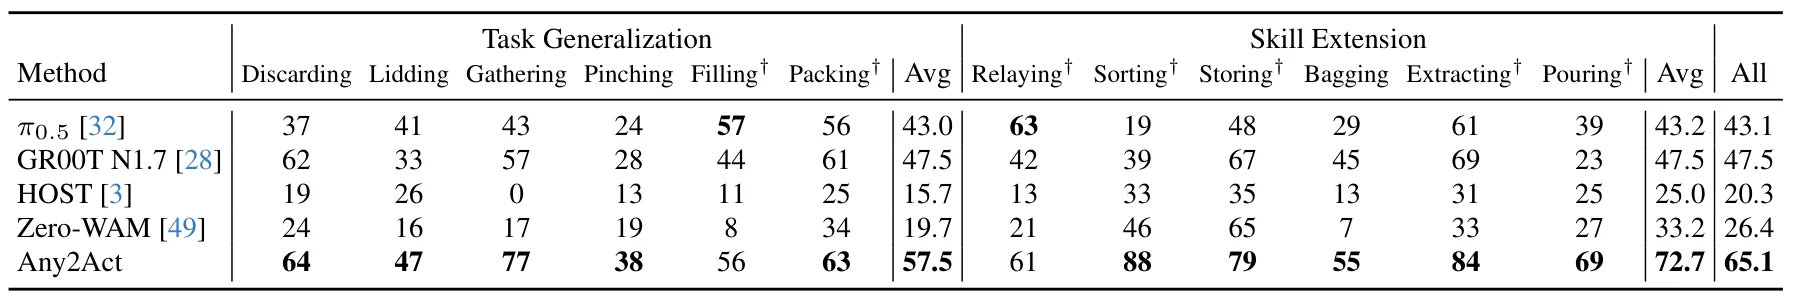 Task Generalization Skill Extension
Method Discarding Lidding Gathering Pinching Filling† Packing† Avg Relaying† Sorting† Storing† Bagging Extracting† Pouring† Avg All
π0.5 [32] 37 41 43 24 57 56 43.0 63 19 48 29 61 39 43.2 43.1
GR00T N1.7 [28] 62 33 57 28 44 61 47.5 42 39 67 45 69 23 47.5 47.5
HOST [3] 19 26 0 13 11 25 15.7 13 33 35 13 31 25 25.0 20.3
Zero-WAM [49] 24 16 17 19 8 34 19.7 21 46 65 7 33 27 33.2 26.4
Any2Act 64 47 77 38 56 63 57.5 61 88 79 55 84 69 72.7 65.1